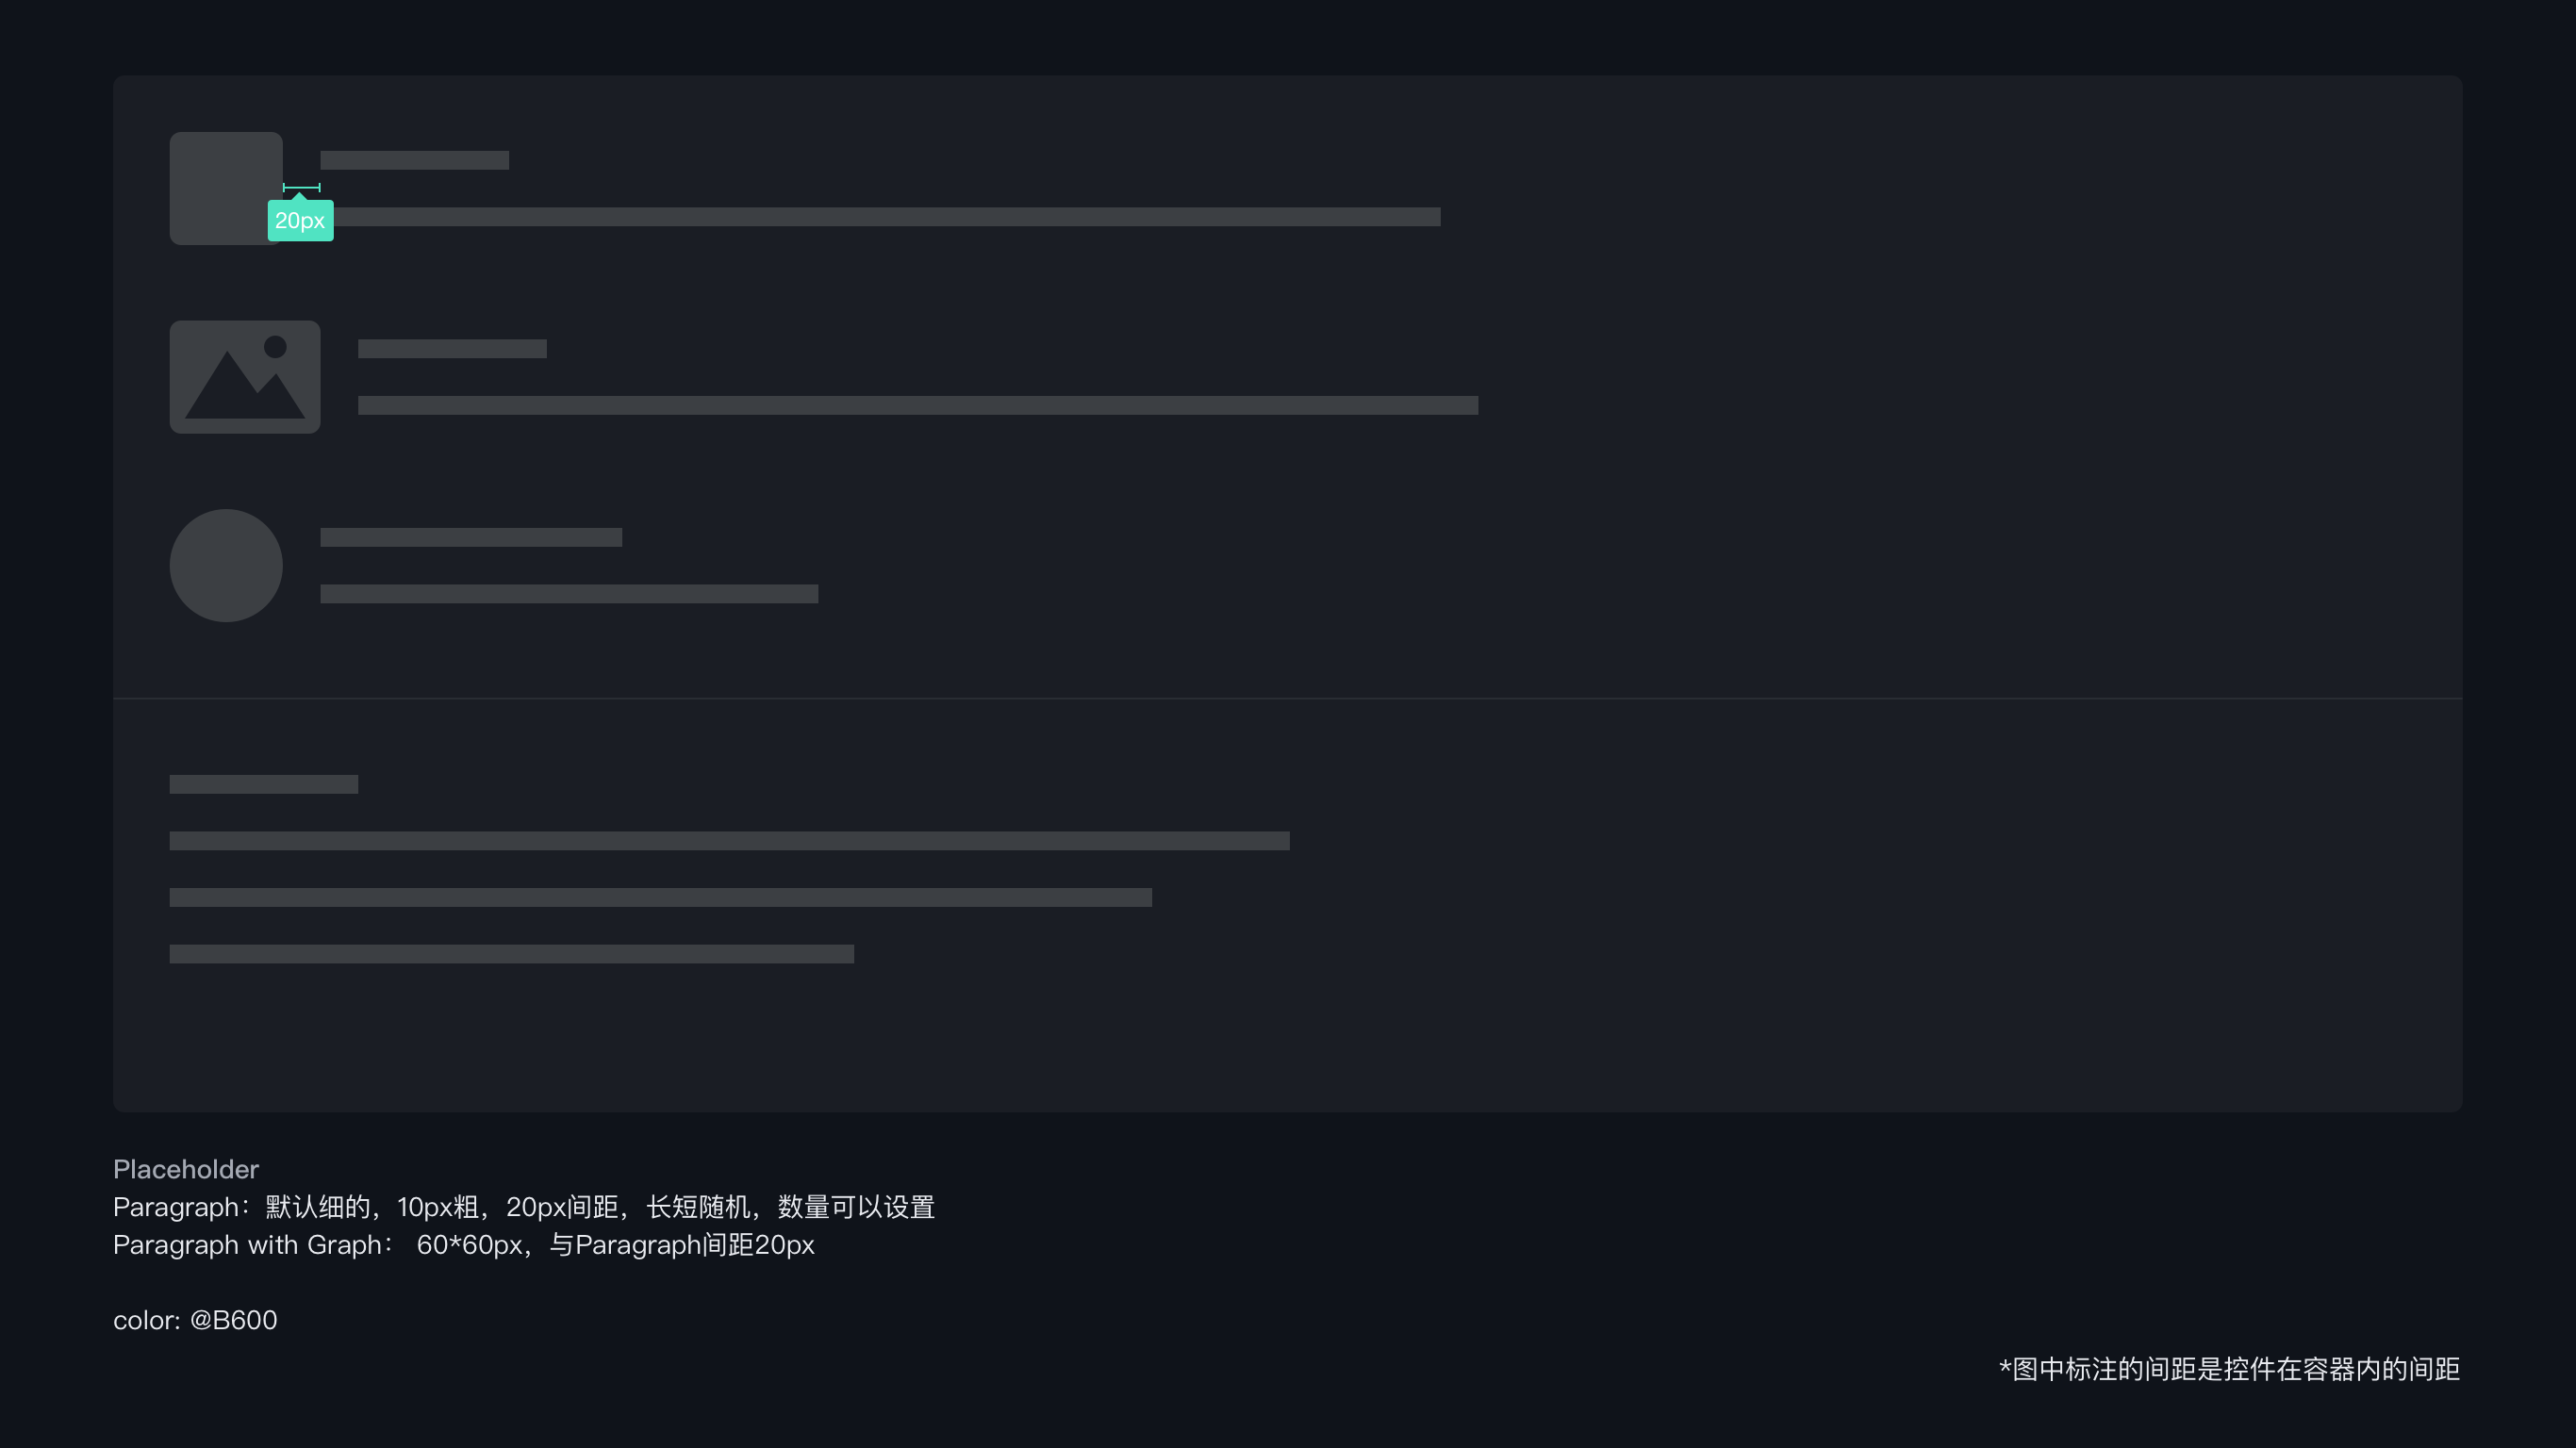 20px
Placeholder
Paragraph：默认细的，10px粗，20px间距，长短随机，数量可以设置
Paragraph with Graph： 60*60px，与Paragraph间距20px
color: @B600
*图中标注的间距是控件在容器内的间距